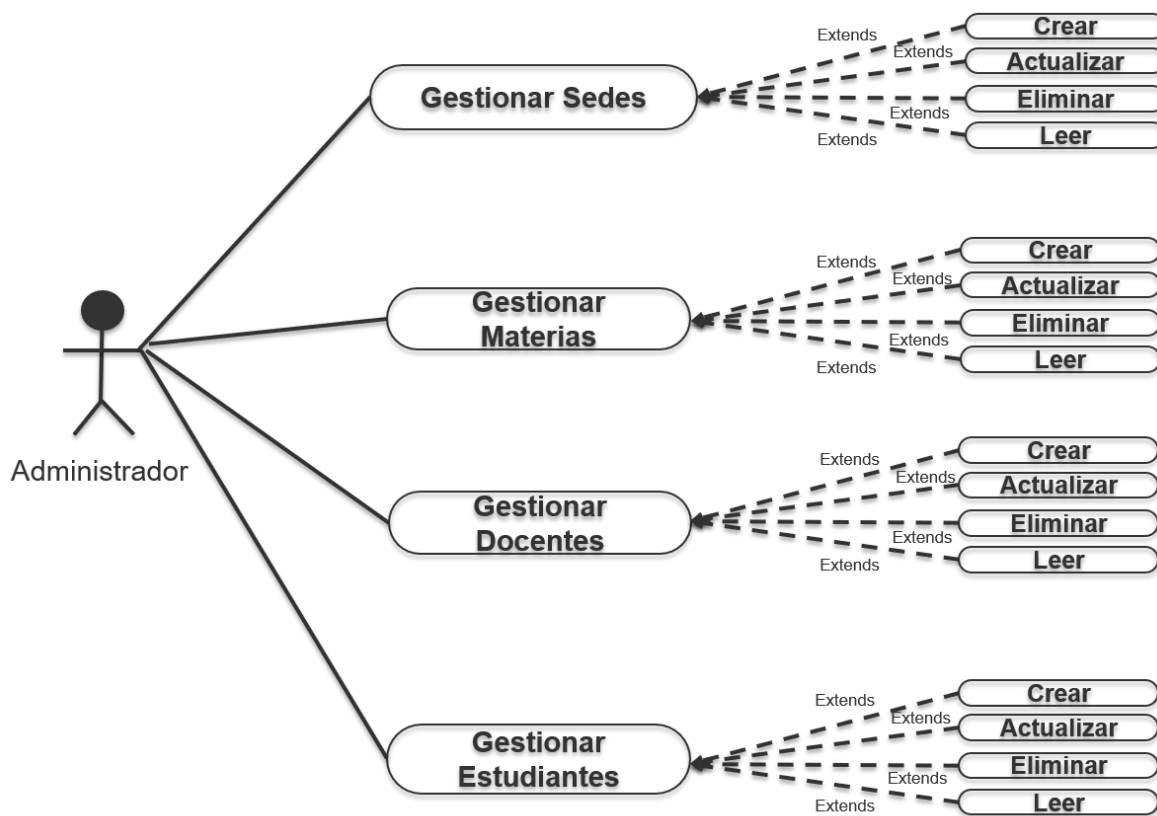 Extends
Crear
Extends
Actualizar
Gestionar Sedes
Eliminar
Extends
Leer
Extends
Crear
Extends
Extends
Actualizar
Gestionar
Materias
Eliminar
Extends
Leer
Extends
Administrador
Crear
Extends
Extends
Actualizar
Gestionar
Docentes
Eliminar
Extends
Leer
Extends
Crear
Extends
Extends
Actualizar
Gestionar
Estudiantes
Eliminar
Extends
Leer
Extends